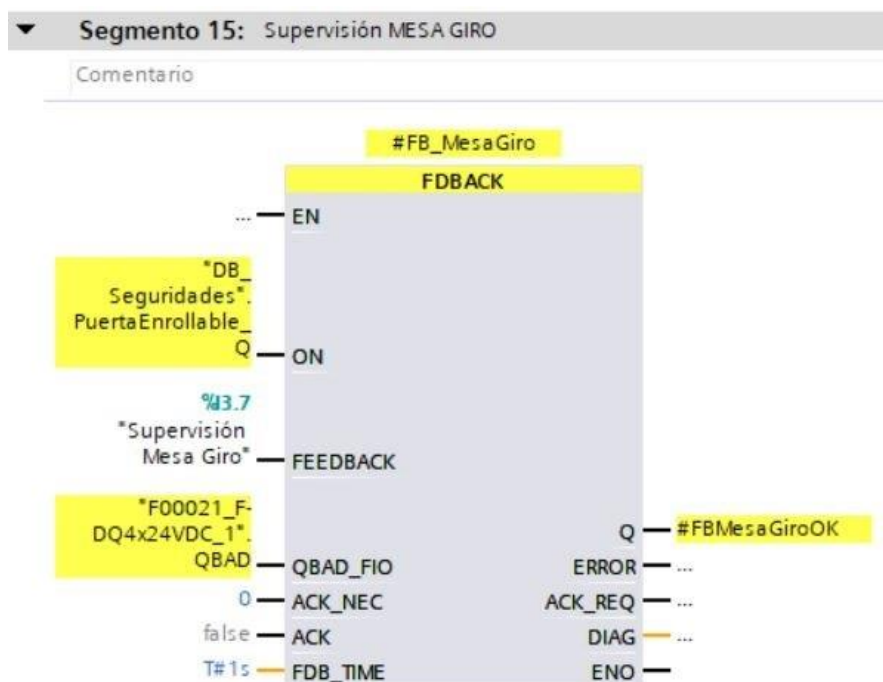 Segmento 15: Supervisión MESA GIRO
Comentario
#FB_MesaGiro
FDBACK
... EN
"DB_
Seguridades".
PuertaEnrollable_
Q ON
%I3.7
"Supervisión
Mesa Giro" FEEDBACK
"F00021_F-
DQ4x24VDC_1".
QBAD QBAD_FIO
Q #FBMesaGiroOK
ERROR ...
0 ACK_NEC ACK_REQ ...
false ACK DIAG ...
T#1s FDB_TIME ENO